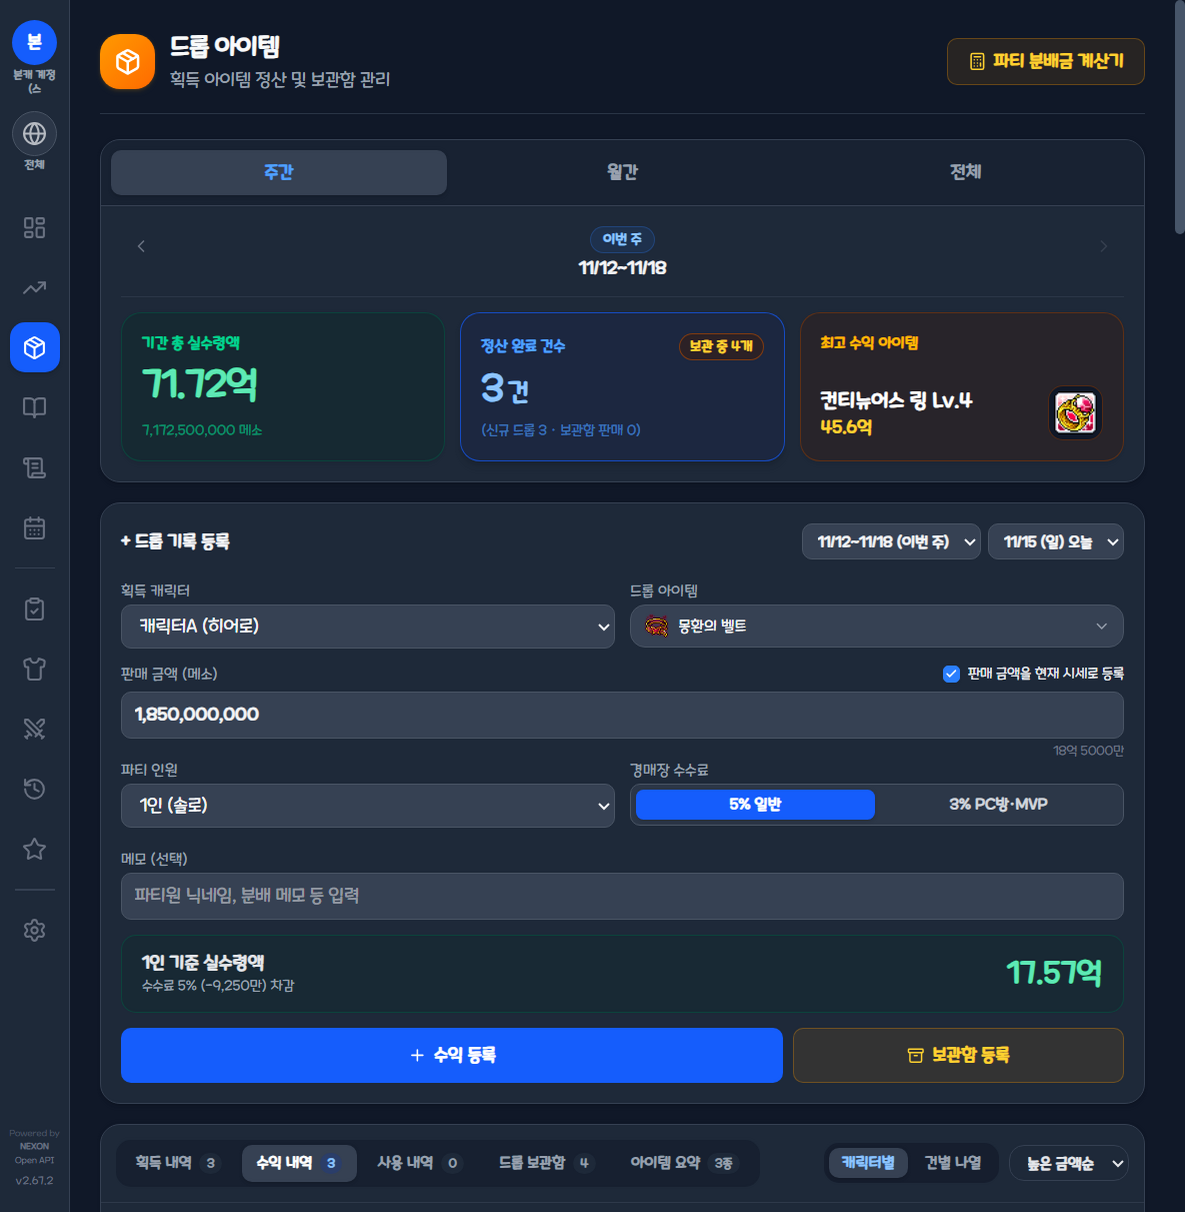 본
본캐 계정
(스
전체
Powered by
NEXON
Open API
v2.67.2
드롭 아이템
획득 아이템 정산 및 보관함 관리
파티 분배금 계산기
주간
월간
전체
이번 주
11/12~11/18
기간 총 실수령액
71.72억
7,172,500,000 메소
정산 완료 건수
보관 중 4개
3건
(신규 드롭 3 · 보관함 판매 0)
최고 수익 아이템
컨티뉴어스 링 Lv.4
45.6억
+ 드롭 기록 등록
11/12~11/18 (이번 주)
11/15 (일) 오늘
획득 캐릭터
캐릭터A (히어로)
드롭 아이템
몽환의 벨트
판매 금액 (메소)
판매 금액을 현재 시세로 등록
1,850,000,000
18억 5000만
파티 인원
1인 (솔로)
경매장 수수료
5% 일반
3% PC방·MVP
메모 (선택)
파티원 닉네임, 분배 메모 등 입력
1인 기준 실수령액
수수료 5% (-9,250만) 차감
17.57억
+ 수익 등록
보관함 등록
획득 내역 3
수익 내역 3
사용 내역 0
드롭 보관함 4
아이템 요약 3종
캐릭터별
건별 나열
높은 금액순